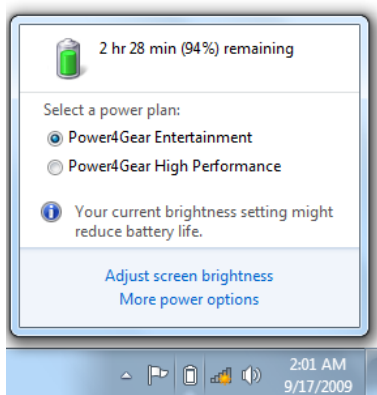 2 hr 28 min (94%) remaining
Select a power plan:
Power4Gear Entertainment
Power4Gear High Performance
Your current brightness setting might
reduce battery life.
Adjust screen brightness
More power options
2:01 AM
9/17/2009